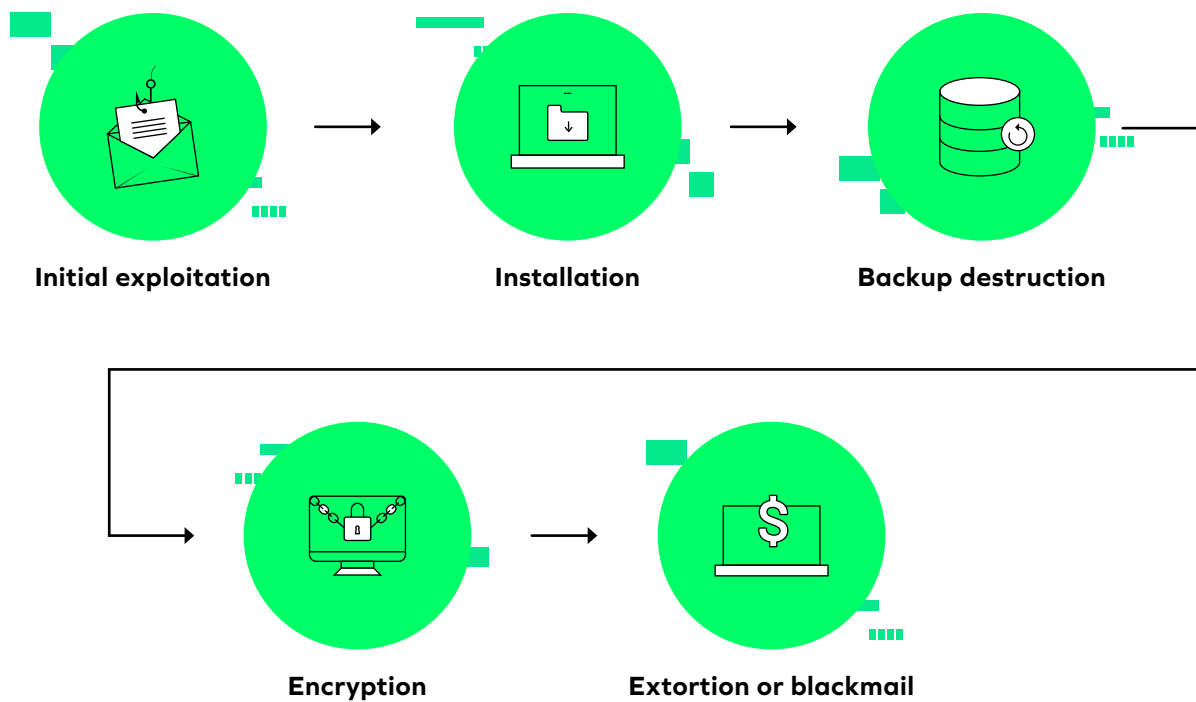 Initial exploitation
Installation
Backup destruction
Encryption
Extortion or blackmail